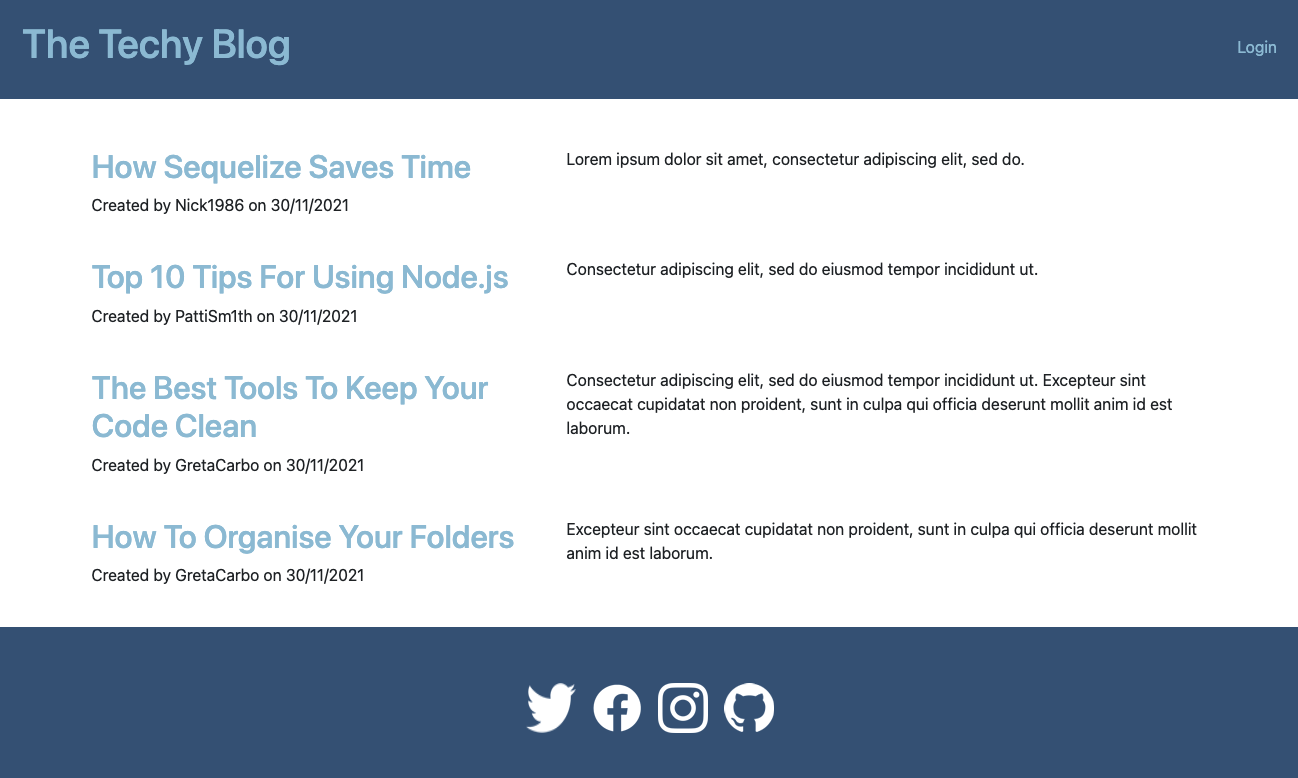 The Techy Blog
Login
How Sequelize Saves Time
Created by Nick1986 on 30/11/2021
Lorem ipsum dolor sit amet, consectetur adipiscing elit, sed do.
Top 10 Tips For Using Node.js
Created by PattiSm1th on 30/11/2021
Consectetur adipiscing elit, sed do eiusmod tempor incididunt ut.
The Best Tools To Keep Your
Code Clean
Created by GretaCarbo on 30/11/2021
Consectetur adipiscing elit, sed do eiusmod tempor incididunt ut. Excepteur sint
occaecat cupidatat non proident, sunt in culpa qui officia deserunt mollit anim id est
laborum.
How To Organise Your Folders
Created by GretaCarbo on 30/11/2021
Excepteur sint occaecat cupidatat non proident, sunt in culpa qui officia deserunt mollit
anim id est laborum.